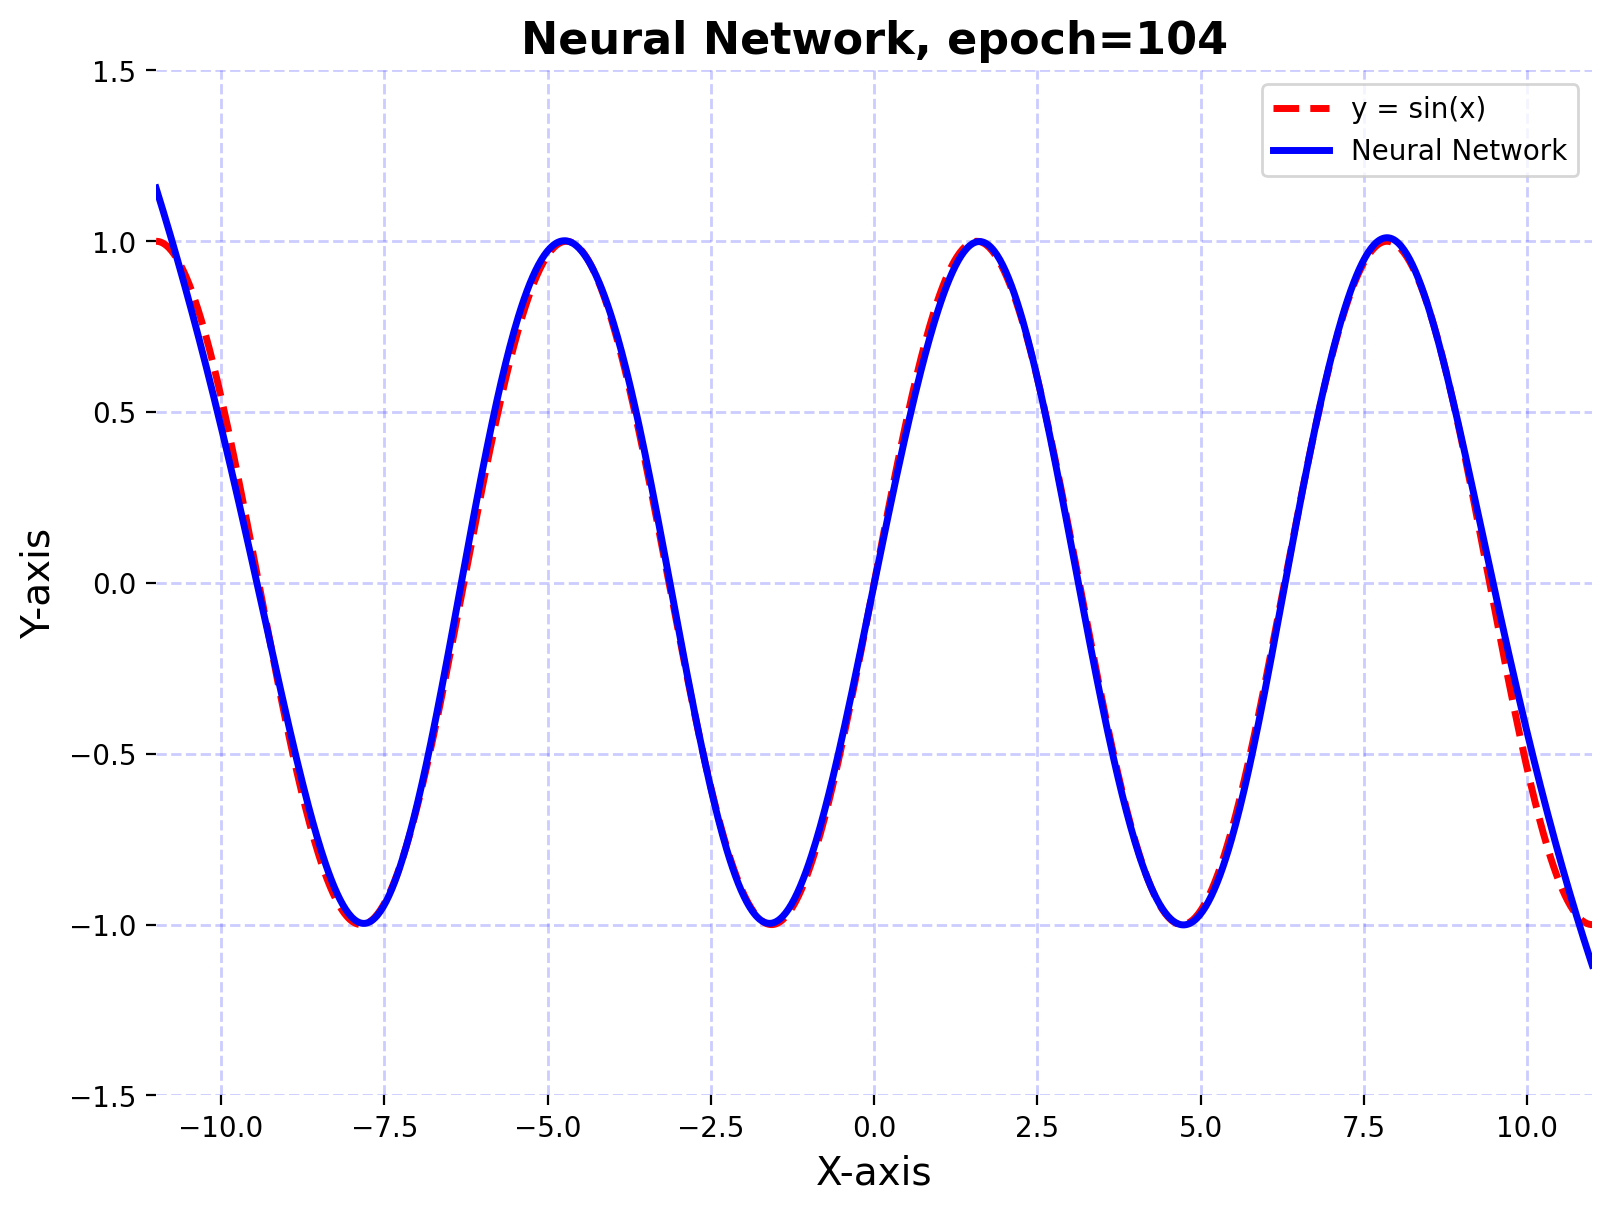 Neural Network, epoch=104
y = sin(x)
Neural Network
1.5
1.0
0.5
0.0
−0.5
−1.0
−1.5
Y-axis
−10.0 −7.5 −5.0 −2.5 0.0 2.5 5.0 7.5 10.0
X-axis